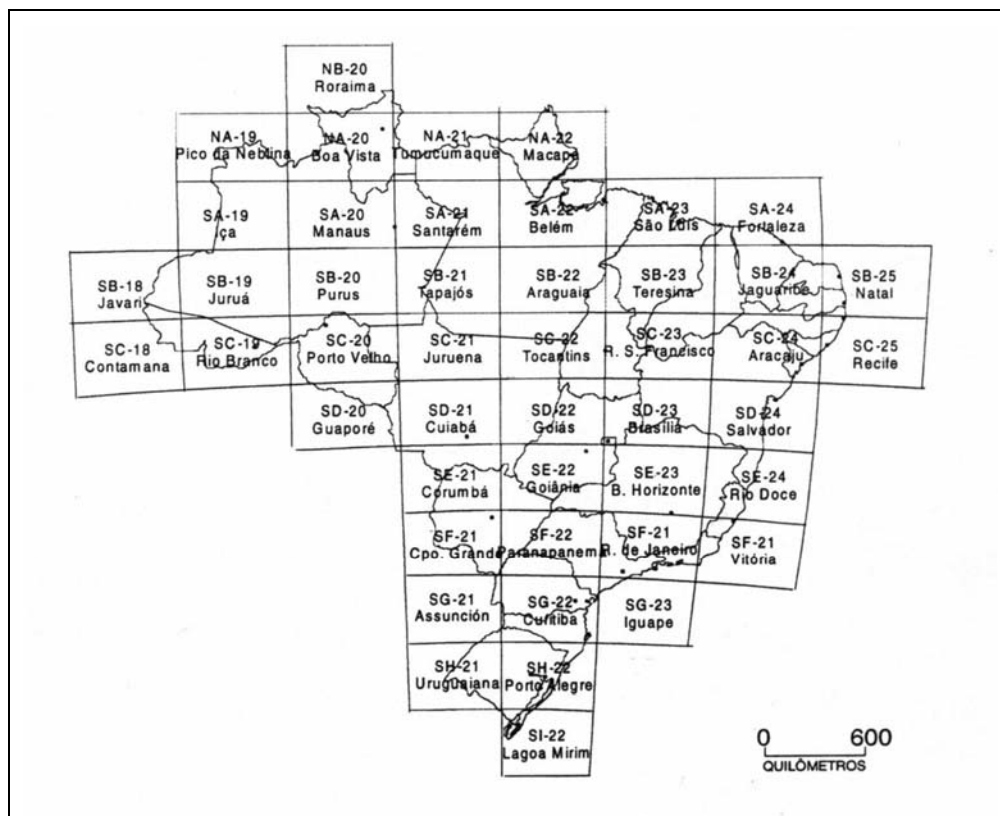 NB-20
Roraima
NA-19
Pico da Neblina
NA-20
Boa Vista
NA-21
Tomucumaque
NA-22
Macapá
SA-19
Iça
SA-20
Manaus
SA-21
Santarém
SA-22
Belém
SA-23
São Luís
SA-24
Fortaleza
SB-18
Javari
SB-19
Juruá
SB-20
Purus
SB-21
Tapajós
SB-22
Araguaia
SB-23
Teresina
SB-24
Jaguaribe
SB-25
Natal
SC-18
Contamana
SC-19
Rio Branco
SC-20
Porto Velho
SC-21
Juruena
SC-22
Tocantins
SC-23
R. S. Francisco
SC-24
Aracaju
SC-25
Recife
SD-20
Guaporé
SD-21
Cuiabá
SD-22
Goiás
SD-23
Brasília
SD-24
Salvador
SE-21
Corumbá
SE-22
Goiânia
SE-23
B. Horizonte
SE-24
Rio Doce
SF-21
Cpo. Grande
SF-22
Paranapanema
SF-21
R. de Janeiro
SF-21
Vitória
SG-21
Assunción
SG-22
Curitiba
SG-23
Iguape
SH-21
Uruguaiana
SH-22
Porto Alegre
SI-22
Lagoa Mirim
0 600
QUILÔMETROS